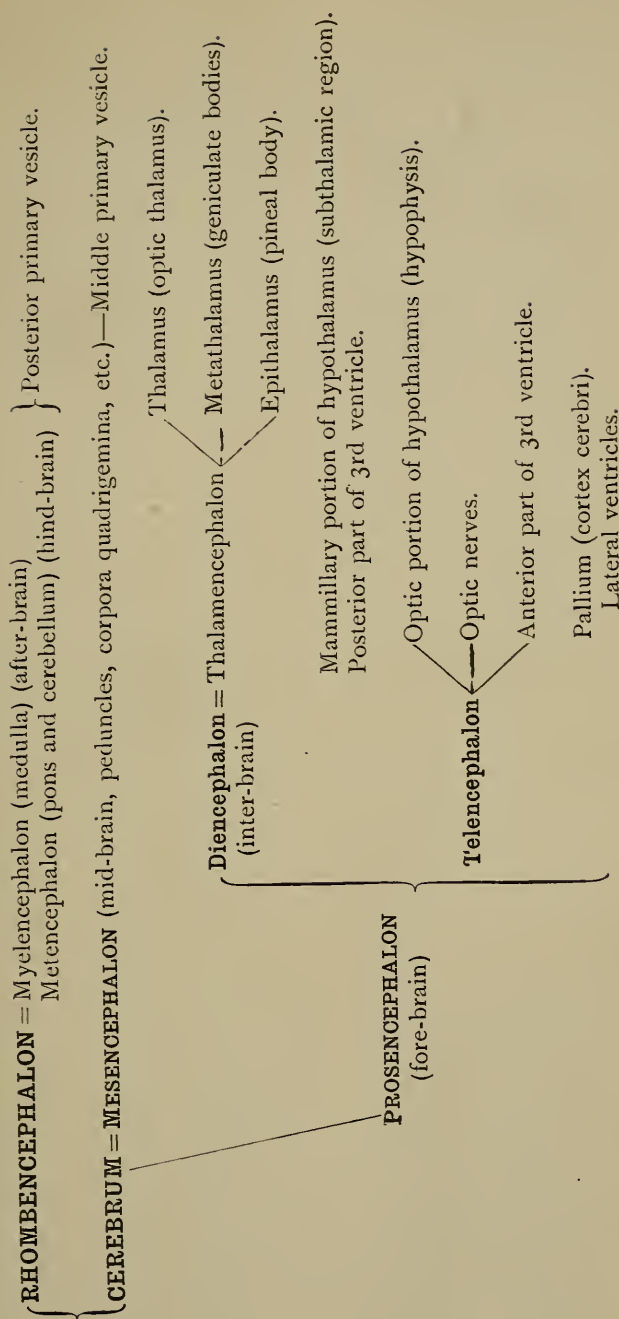 RHOMBENCEPHALON = Myelencephalon (medulla) (after-brain)
Metencephalon (pons and cerebellum) (hind-brain) } Posterior primary vesicle.
CEREBRUM = MESENCEPHALON (mid-brain, peduncles, corpora quadrigemina, etc.)—Middle primary vesicle.
Thalamus (optic thalamus).
Diencephalon = Thalamencephalon — Metathalamus (geniculate bodies).
(inter-brain)
Epithalamus (pineal body).
Mammillary portion of hypothalamus (subthalamic region).
Posterior part of 3rd ventricle.
PROSENCEPHALON
(fore-brain)
Optic portion of hypothalamus (hypophysis).
Telencephalon — Optic nerves.
Anterior part of 3rd ventricle.
Pallium (cortex cerebri).
Lateral ventricles.